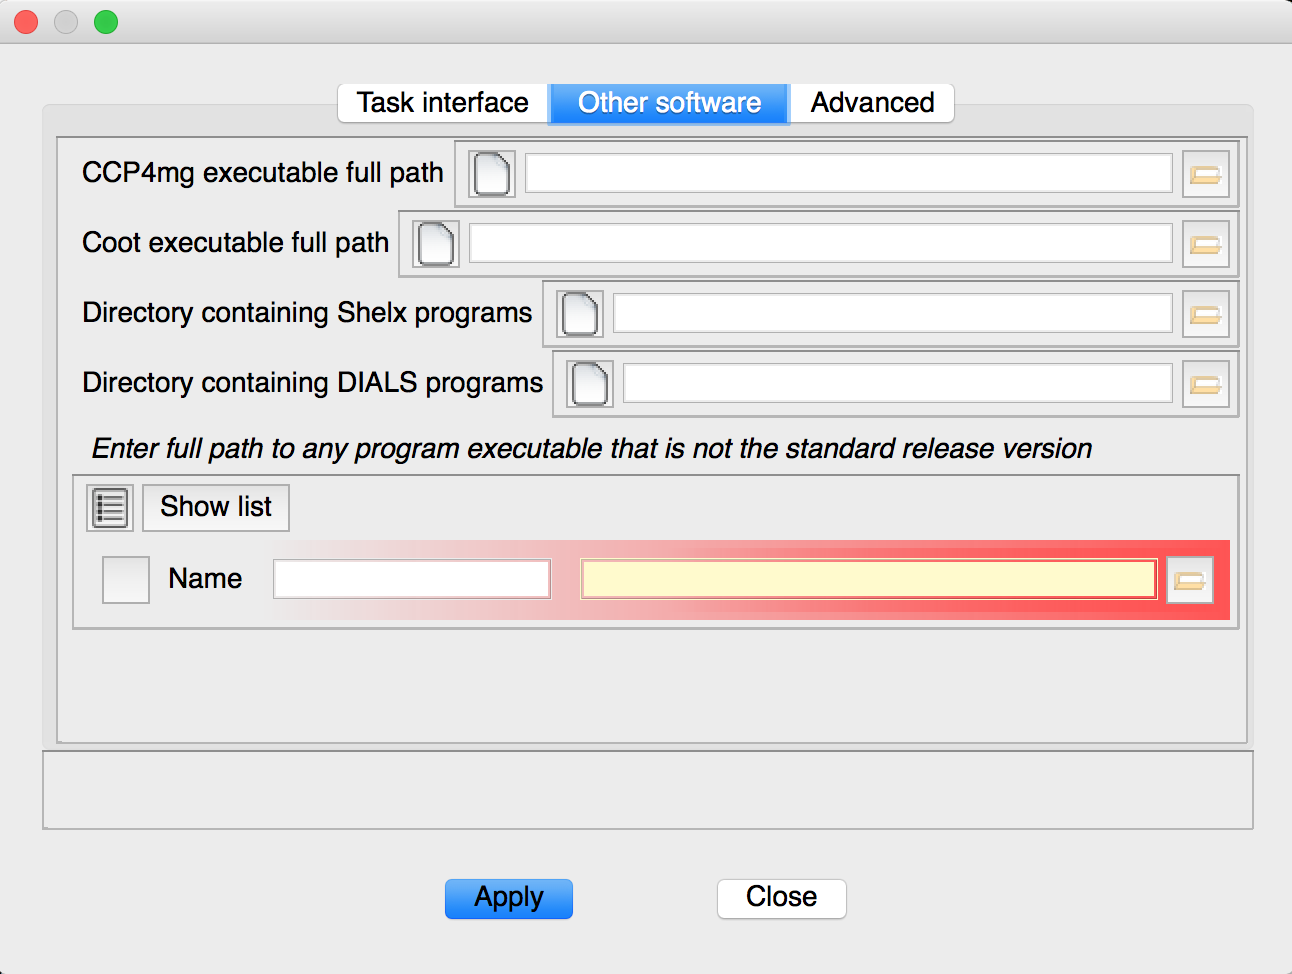 Task interface Other software Advanced
CCP4mg executable full path
Coot executable full path
Directory containing Shelx programs
Directory containing DIALS programs
Enter full path to any program executable that is not the standard release version
Show list
Name
Apply Close